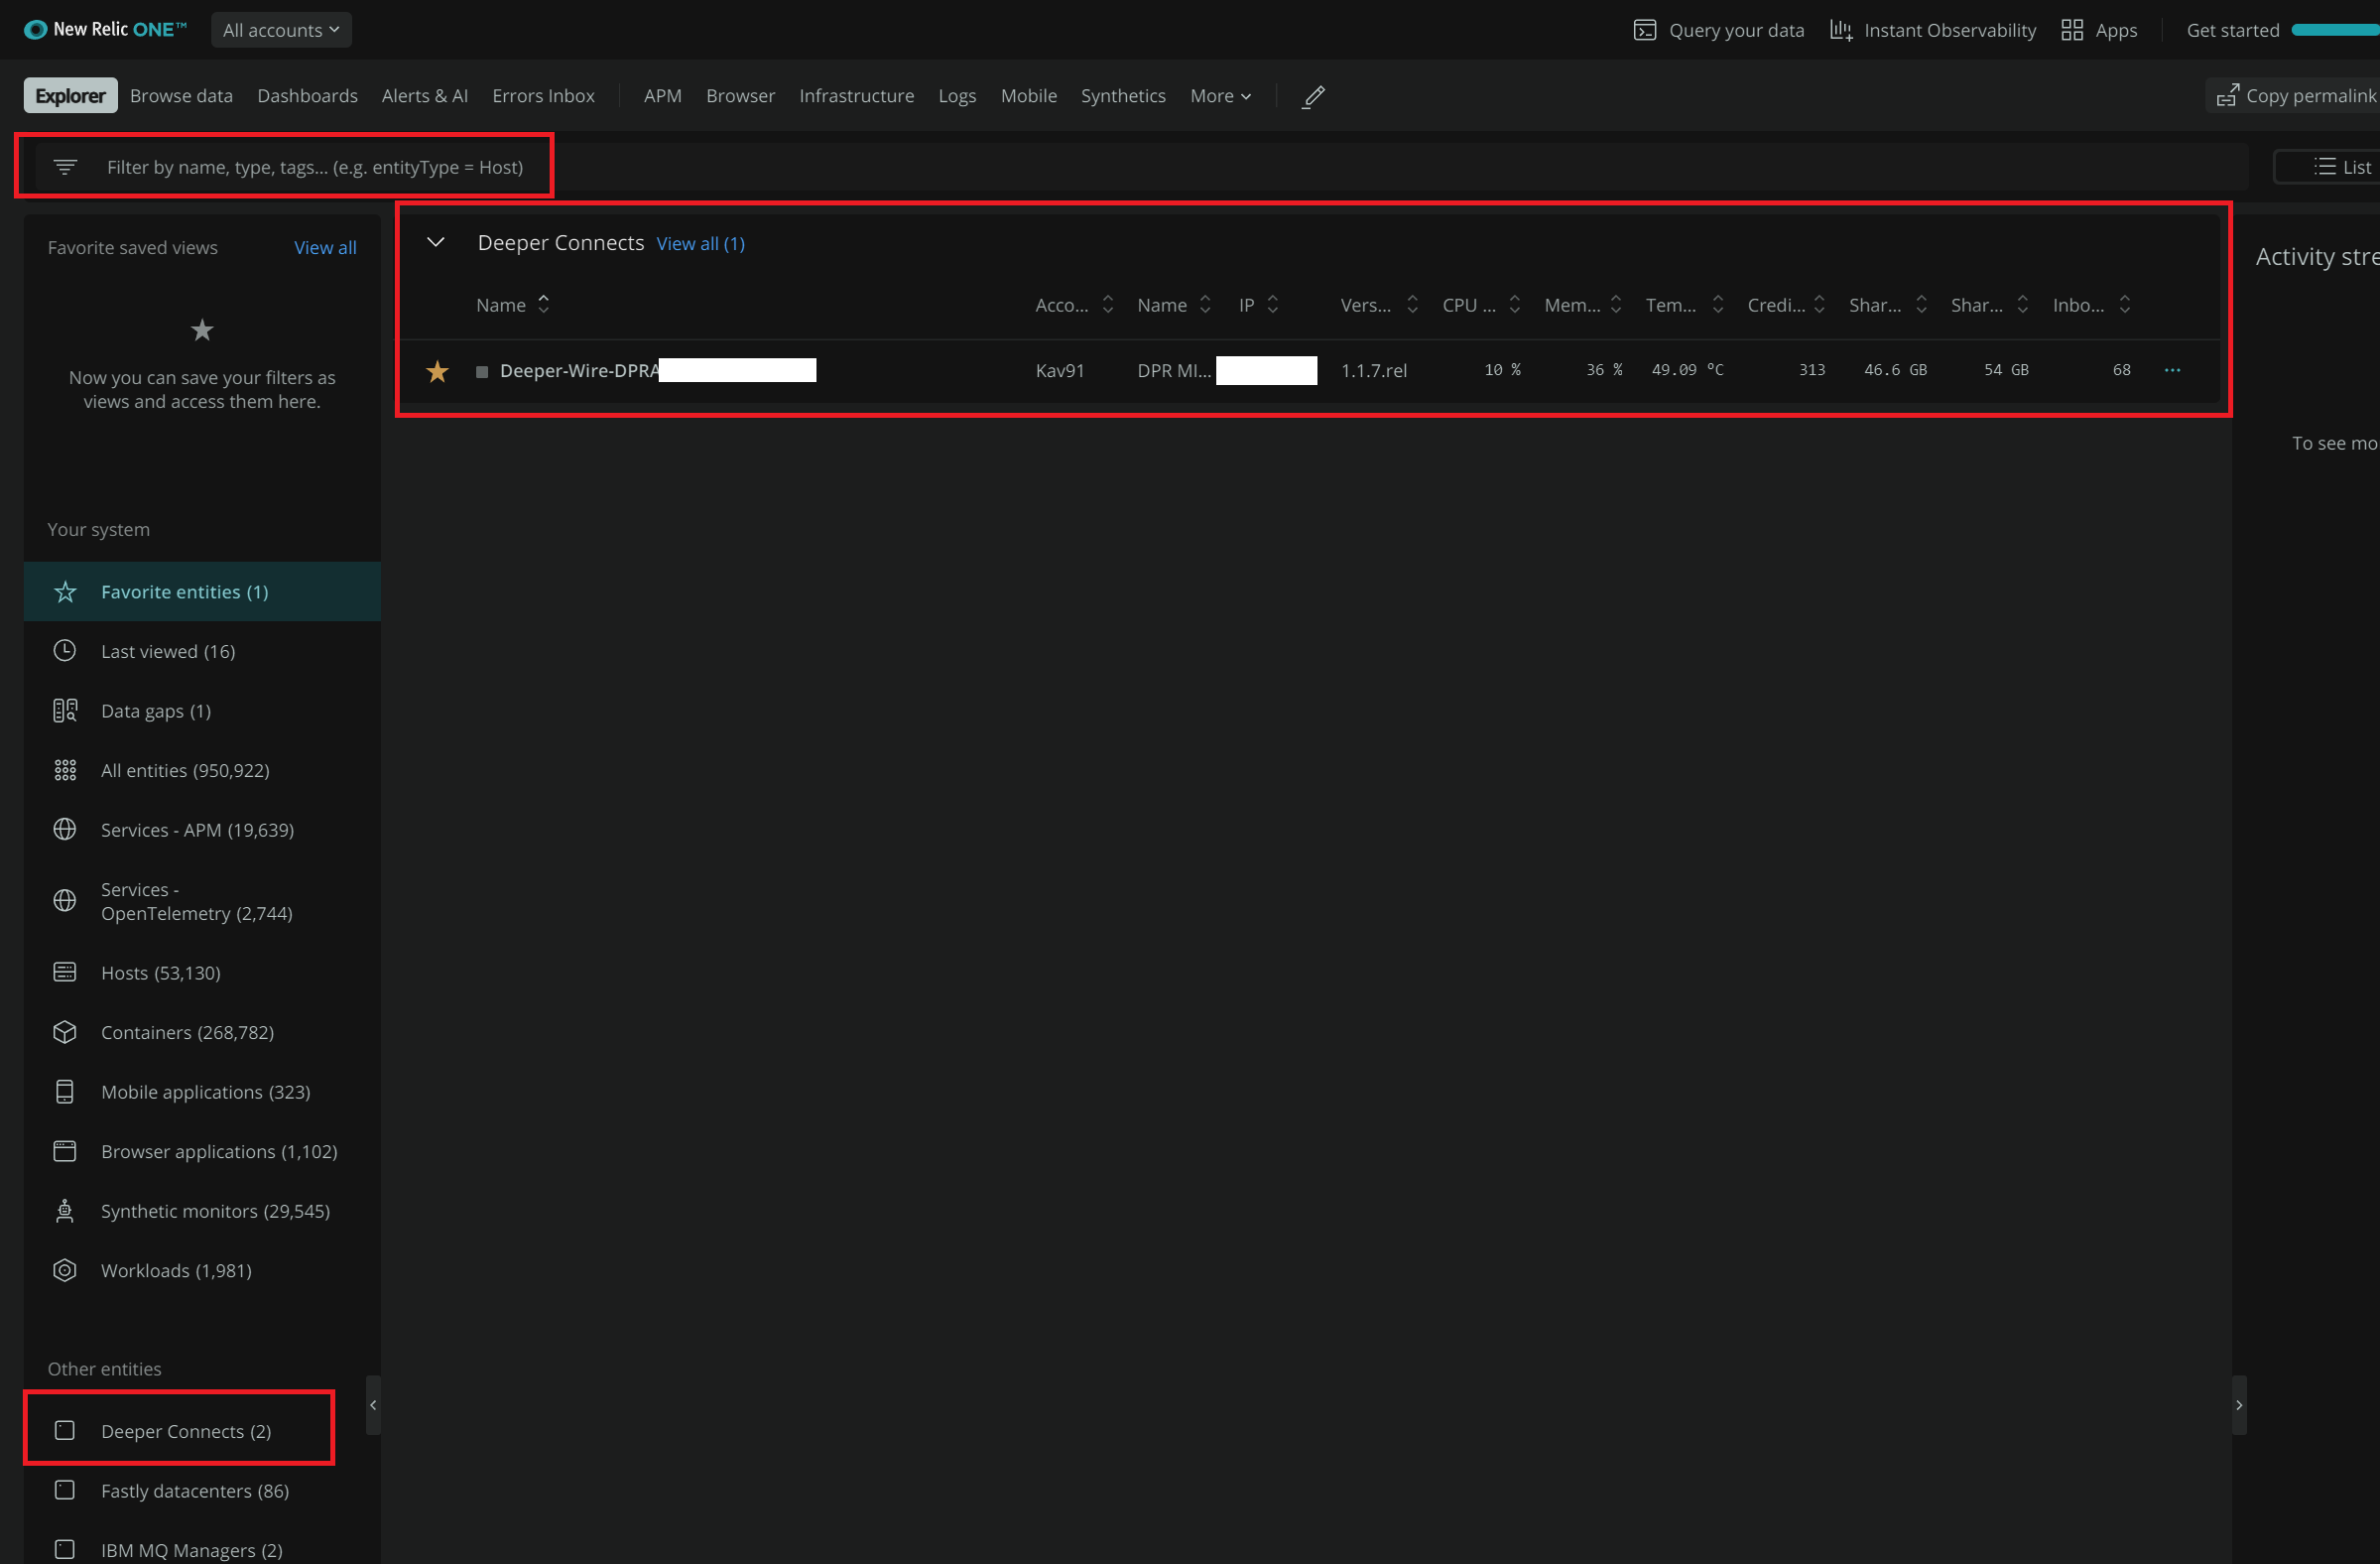 New Relic ONE™ All accounts Query your data Instant Observability Apps Get started
Explorer Browse data Dashboards Alerts & AI Errors Inbox APM Browser Infrastructure Logs Mobile Synthetics More Copy permalink
Filter by name, type, tags... (e.g. entityType = Host) List
Favorite saved views View all
Now you can save your filters as
views and access them here.
Your system
Favorite entities (1)
Last viewed (16)
Data gaps (1)
All entities (950,922)
Services - APM (19,639)
Services -
OpenTelemetry (2,744)
Hosts (53,130)
Containers (268,782)
Mobile applications (323)
Browser applications (1,102)
Synthetic monitors (29,545)
Workloads (1,981)
Other entities
Deeper Connects (2)
Fastly datacenters (86)
IBM MQ Managers (2)
Deeper Connects View all (1)
Name Acco... Name IP Vers... CPU ... Mem... Tem... Credi... Shar... Shar... Inbo...
Deeper-Wire-DPRA Kav91 DPR MI... 1.1.7.rel 10 % 36 % 49.09 °C 313 46.6 GB 54 GB 68 ...
Activity stre
To see mo